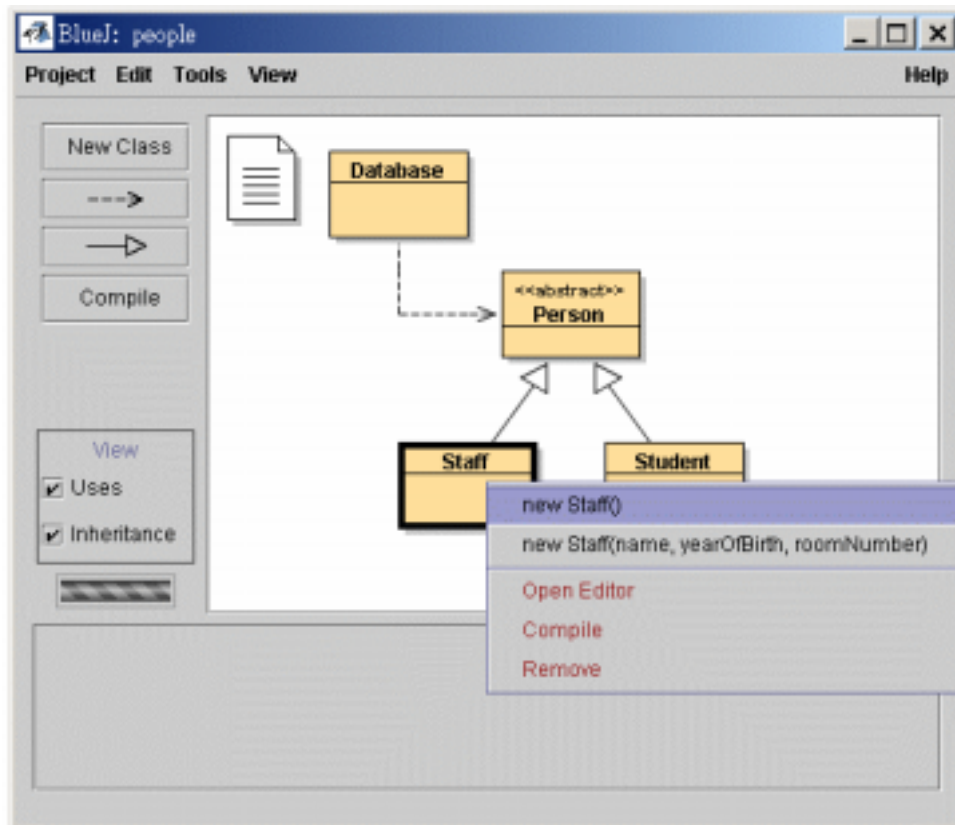 BlueJ: people
Project Edit Tools View Help
New Class
Compile
View
Uses
Inheritance
Database
<<abstract>>
Person
Staff
Student
new Staff()
new Staff(name, yearOfBirth, roomNumber)
Open Editor
Compile
Remove